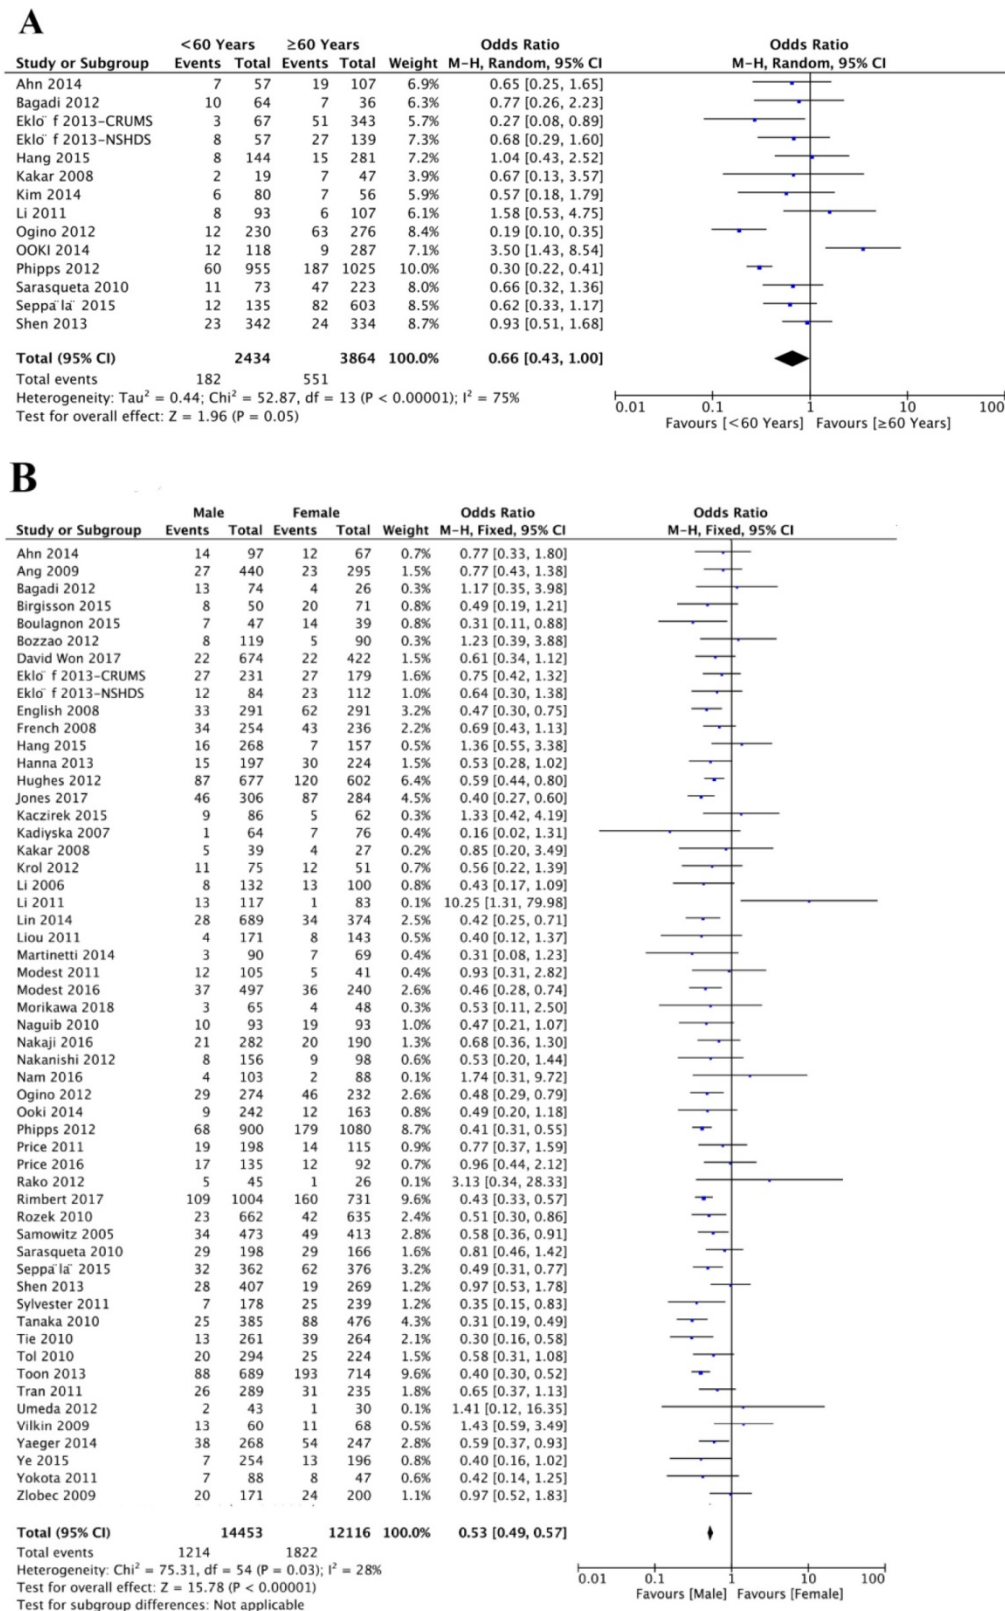 A
<60 Years ≥60 Years Odds Ratio Odds Ratio
Study or Subgroup Events Total Events Total Weight M-H, Random, 95% CI M-H, Random, 95% CI
Ahn 2014 7 57 19 107 6.9% 0.65 [0.25, 1.65]
Bagadi 2012 10 64 7 36 6.3% 0.77 [0.26, 2.23]
Eklo¨ f 2013-CRUMS 3 67 51 343 5.7% 0.27 [0.08, 0.89]
Eklo¨ f 2013-NSHDS 8 57 27 139 7.3% 0.68 [0.29, 1.60]
Hang 2015 8 144 15 281 7.2% 1.04 [0.43, 2.52]
Kakar 2008 2 19 7 47 3.9% 0.67 [0.13, 3.57]
Kim 2014 6 80 7 56 6.1% 0.57 [0.18, 1.79]
Li 2011 8 93 6 107 6.1% 1.58 [0.53, 4.75]
Ogino 2012 12 230 63 276 8.4% 0.19 [0.10, 0.35]
OOKI 2014 12 118 9 287 7.1% 3.50 [1.43, 8.54]
Phipps 2012 60 955 187 1025 10.0% 0.30 [0.22, 0.41]
Sarasqueta 2010 11 73 47 223 8.0% 0.66 [0.32, 1.36]
Seppa¨la¨ 2015 12 135 82 603 8.5% 0.62 [0.33, 1.17]
Shen 2013 23 342 24 334 8.7% 0.93 [0.51, 1.68]
Total (95% CI) 2434 3864 100.0% 0.66 [0.43, 1.00]
Total events 182 551
Heterogeneity: Tau² = 0.44; Chi² = 52.87, df = 13 (P < 0.00001); I² = 75%
Test for overall effect: Z = 1.96 (P = 0.05)
0.01 0.1 1 10 100
Favours [<60 Years] Favours [≥60 Years]
B
Male Female Odds Ratio Odds Ratio
Study or Subgroup Events Total Events Total Weight M-H, Fixed, 95% CI M-H, Fixed, 95% CI
Ahn 2014 14 97 12 67 0.7% 0.77 [0.33, 1.80]
Ang 2009 27 440 23 295 1.5% 0.77 [0.43, 1.38]
Bagadi 2012 13 74 4 26 0.3% 1.17 [0.35, 3.98]
Birgisson 2015 8 50 20 71 0.8% 0.49 [0.19, 1.21]
Boulagnon 2015 7 47 14 39 0.8% 0.31 [0.11, 0.88]
Bozzao 2012 8 119 5 90 0.3% 1.23 [0.39, 3.88]
David Won 2017 22 674 22 422 1.5% 0.61 [0.34, 1.12]
Eklo¨ f 2013-CRUMS 27 231 27 179 1.6% 0.75 [0.42, 1.32]
Eklo¨ f 2013-NSHDS 12 84 23 112 1.0% 0.64 [0.30, 1.38]
English 2008 33 291 62 291 3.2% 0.47 [0.30, 0.75]
French 2008 34 254 43 236 2.2% 0.69 [0.43, 1.13]
Hang 2015 16 268 7 157 0.5% 1.36 [0.55, 3.38]
Hanna 2013 15 197 30 224 1.5% 0.53 [0.28, 1.02]
Hughes 2012 87 677 120 602 6.4% 0.59 [0.44, 0.80]
Jones 2017 46 306 87 284 4.5% 0.40 [0.27, 0.60]
Kaczirek 2015 9 86 5 62 0.3% 1.33 [0.42, 4.19]
Kadiyska 2007 1 64 7 76 0.4% 0.16 [0.02, 1.31]
Kakar 2008 5 39 4 27 0.2% 0.85 [0.20, 3.49]
Krol 2012 11 75 12 51 0.7% 0.56 [0.22, 1.39]
Li 2006 8 132 13 100 0.8% 0.43 [0.17, 1.09]
Li 2011 13 117 1 83 0.1% 10.25 [1.31, 79.98]
Lin 2014 28 689 34 374 2.5% 0.42 [0.25, 0.71]
Liou 2011 4 171 8 143 0.5% 0.40 [0.12, 1.37]
Martinetti 2014 3 90 7 69 0.4% 0.31 [0.08, 1.23]
Modest 2011 12 105 5 41 0.4% 0.93 [0.31, 2.82]
Modest 2016 37 497 36 240 2.6% 0.46 [0.28, 0.74]
Morikawa 2018 3 65 4 48 0.3% 0.53 [0.11, 2.50]
Naguib 2010 10 93 19 93 1.0% 0.47 [0.21, 1.07]
Nakaji 2016 21 282 20 190 1.3% 0.68 [0.36, 1.30]
Nakanishi 2012 8 156 9 98 0.6% 0.53 [0.20, 1.44]
Nam 2016 4 103 2 88 0.1% 1.74 [0.31, 9.72]
Ogino 2012 29 274 46 232 2.6% 0.48 [0.29, 0.79]
Ooki 2014 9 242 12 163 0.8% 0.49 [0.20, 1.18]
Phipps 2012 68 900 179 1080 8.7% 0.41 [0.31, 0.55]
Price 2011 19 198 14 115 0.9% 0.77 [0.37, 1.59]
Price 2016 17 135 12 92 0.7% 0.96 [0.44, 2.12]
Rako 2012 5 45 1 26 0.1% 3.13 [0.34, 28.33]
Rimbert 2017 109 1004 160 731 9.6% 0.43 [0.33, 0.57]
Rozek 2010 23 662 42 635 2.4% 0.51 [0.30, 0.86]
Samowitz 2005 34 473 49 413 2.8% 0.58 [0.36, 0.91]
Sarasqueta 2010 29 198 29 166 1.5% 0.81 [0.46, 1.42]
Seppa¨la¨ 2015 32 362 62 376 3.2% 0.49 [0.31, 0.77]
Shen 2013 28 407 19 269 1.2% 0.97 [0.53, 1.78]
Sylvester 2011 7 178 25 239 1.2% 0.35 [0.15, 0.83]
Tanaka 2010 25 385 88 476 4.3% 0.31 [0.19, 0.49]
Tie 2010 13 261 39 264 2.1% 0.30 [0.16, 0.58]
Tol 2010 20 294 25 224 1.5% 0.58 [0.31, 1.08]
Toon 2013 88 689 193 714 9.6% 0.40 [0.30, 0.52]
Tran 2011 26 289 31 235 1.8% 0.65 [0.37, 1.13]
Umeda 2012 2 43 1 30 0.1% 1.41 [0.12, 16.35]
Vilkin 2009 13 60 11 68 0.5% 1.43 [0.59, 3.49]
Yaeger 2014 38 268 54 247 2.8% 0.59 [0.37, 0.93]
Ye 2015 7 254 13 196 0.8% 0.40 [0.16, 1.02]
Yokota 2011 7 88 8 47 0.6% 0.42 [0.14, 1.25]
Zlobec 2009 20 171 24 200 1.1% 0.97 [0.52, 1.83]
Total (95% CI) 14453 12116 100.0% 0.53 [0.49, 0.57]
Total events 1214 1822
Heterogeneity: Chi² = 75.31, df = 54 (P = 0.03); I² = 28%
Test for overall effect: Z = 15.78 (P < 0.00001)
Test for subgroup differences: Not applicable
0.01 0.1 1 10 100
Favours [Male] Favours [Female]